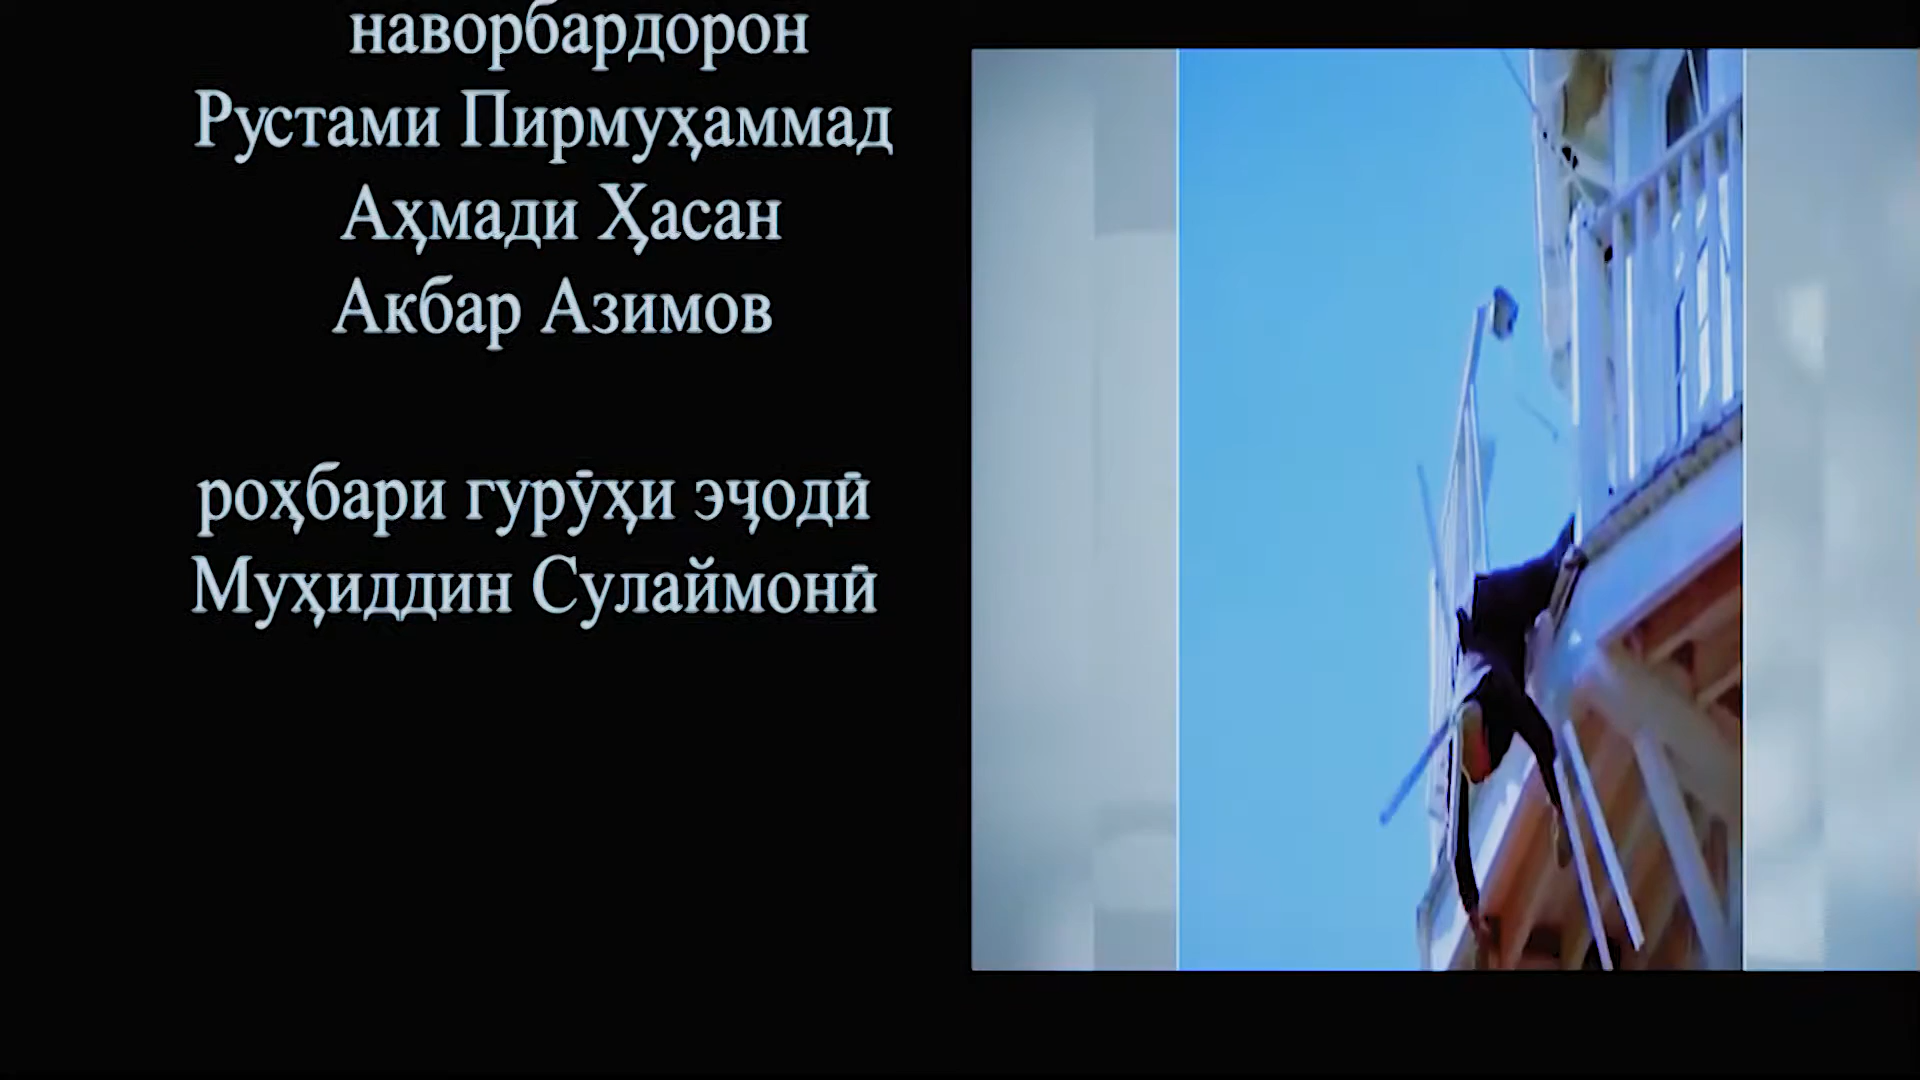 наворбардорон
Рустами Пирмуҳаммад
Аҳмади Ҳасан
Акбар Азимов
роҳбари гурӯҳи эҷодӣ
Муҳиддин Сулаймонӣ